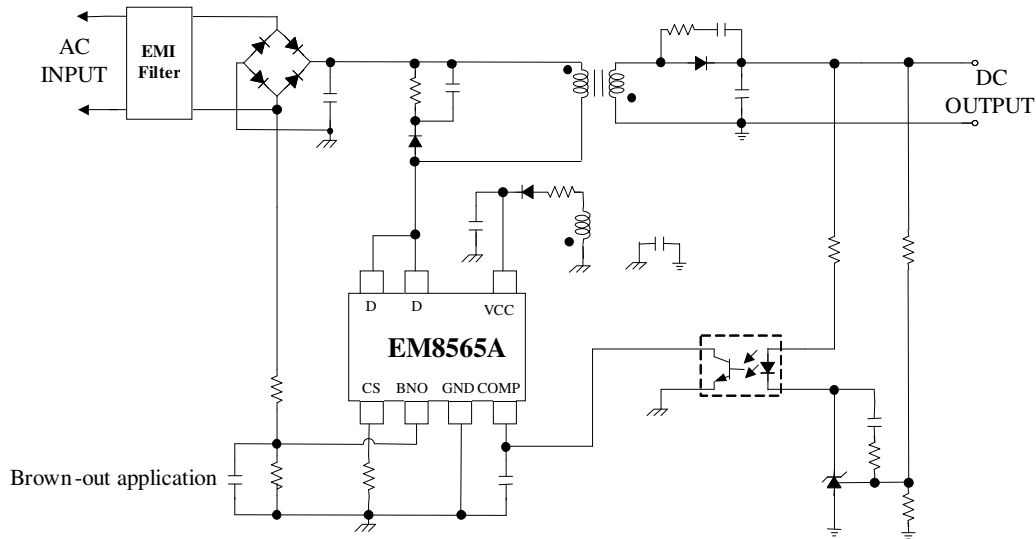 AC
INPUT
EMI
Filter
DC
OUTPUT
D
D
VCC
EM8565A
CS
BNO
GND
COMP
Brown-out application